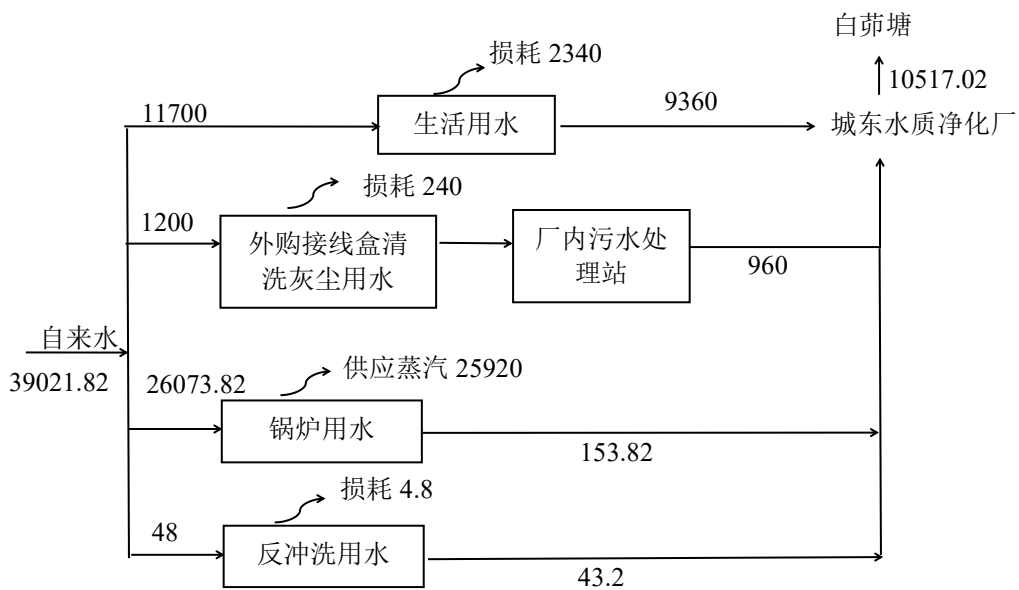 白茆塘
损耗 2340
10517.02
11700
9360
生活用水
城东水质净化厂
损耗 240
1200
外购接线盒清
洗灰尘用水
厂内污水处
理站
960
自来水
39021.82
26073.82
供应蒸汽 25920
锅炉用水
153.82
损耗 4.8
48
反冲洗用水
43.2